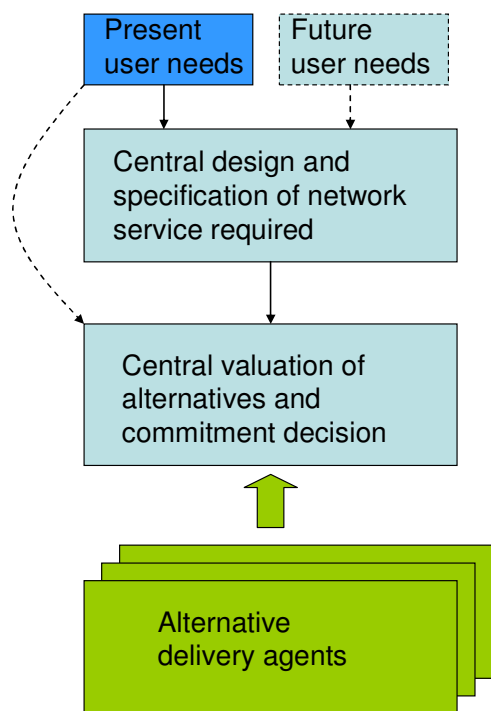 Present
user needs
Future
user needs
Central design and
specification of network
service required
Central valuation of
alternatives and
commitment decision
Alternative
delivery agents